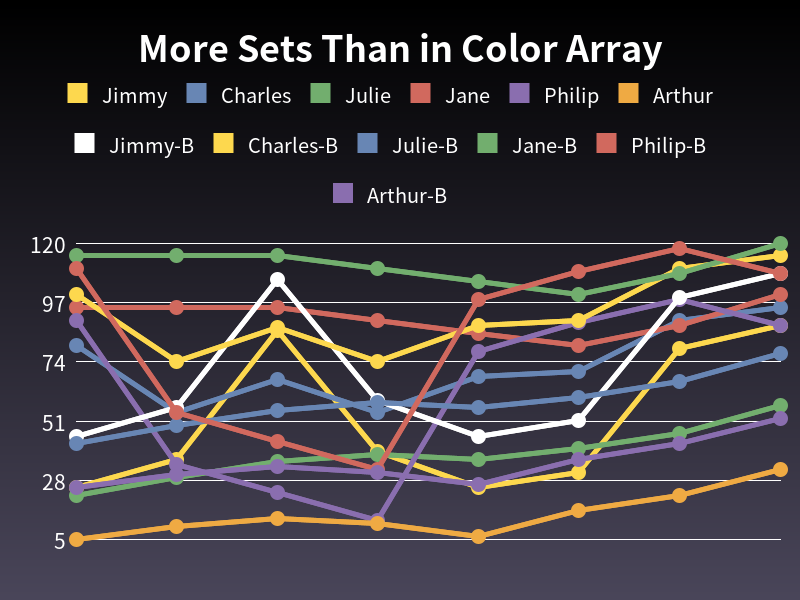 More Sets Than in Color Array
Jimmy Charles Julie Jane Philip Arthur
Jimmy-B Charles-B Julie-B Jane-B Philip-B
Arthur-B
120
97
74
51
28
5